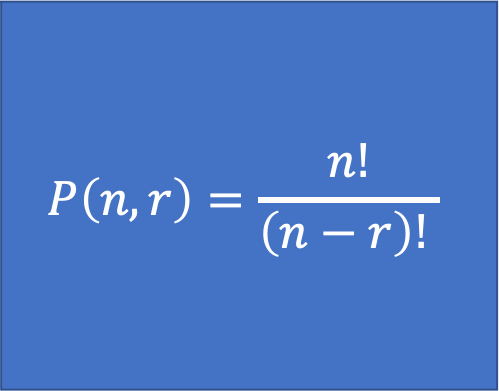 P(n, r) = n! / (n − r)!